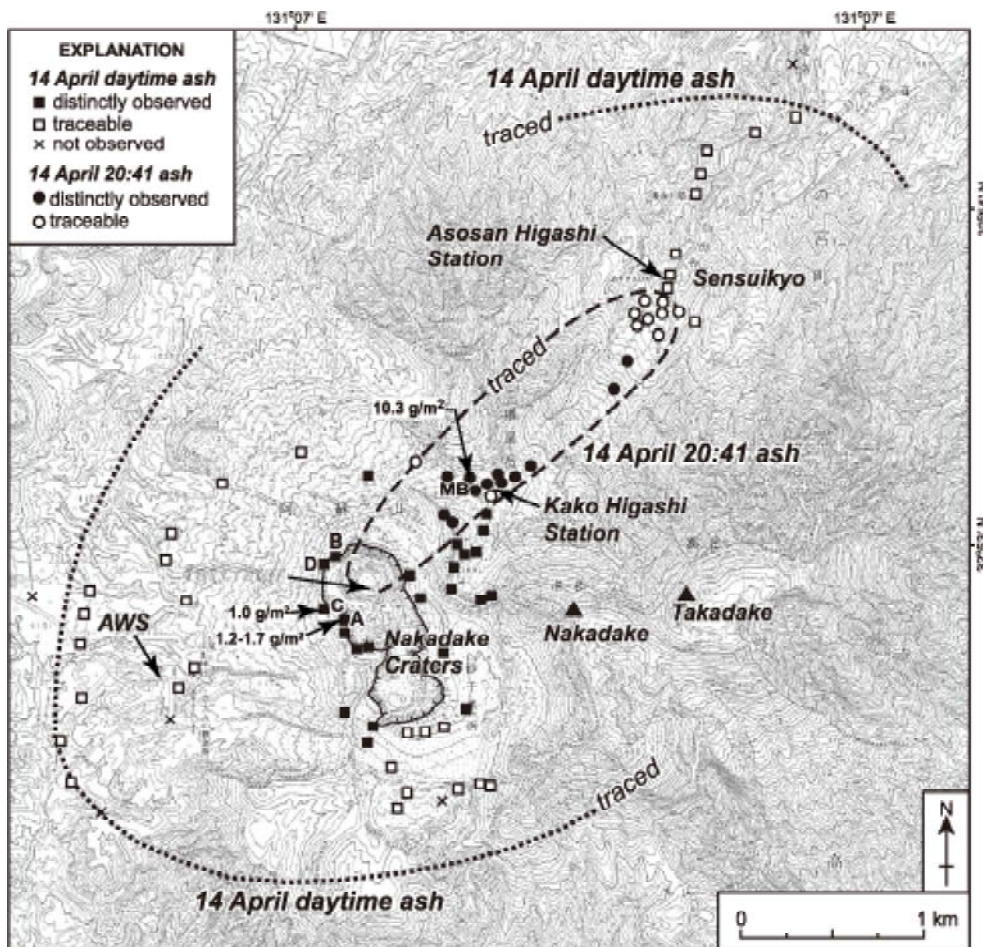 131°07′ E
131°07′ E
EXPLANATION
14 April daytime ash
distinctly observed
traceable
not observed
14 April 20:41 ash
distinctly observed
traceable
14 April daytime ash
traced
Asosan Higashi
Station
Sensuikyo
traced
10.3 g/m²
14 April 20:41 ash
MB
Kako Higashi
Station
B
D
C
1.0 g/m²
A
1.2-1.7 g/m²
AWS
Nakadake
Craters
Nakadake
Takadake
traced
14 April daytime ash
N
0
1 km